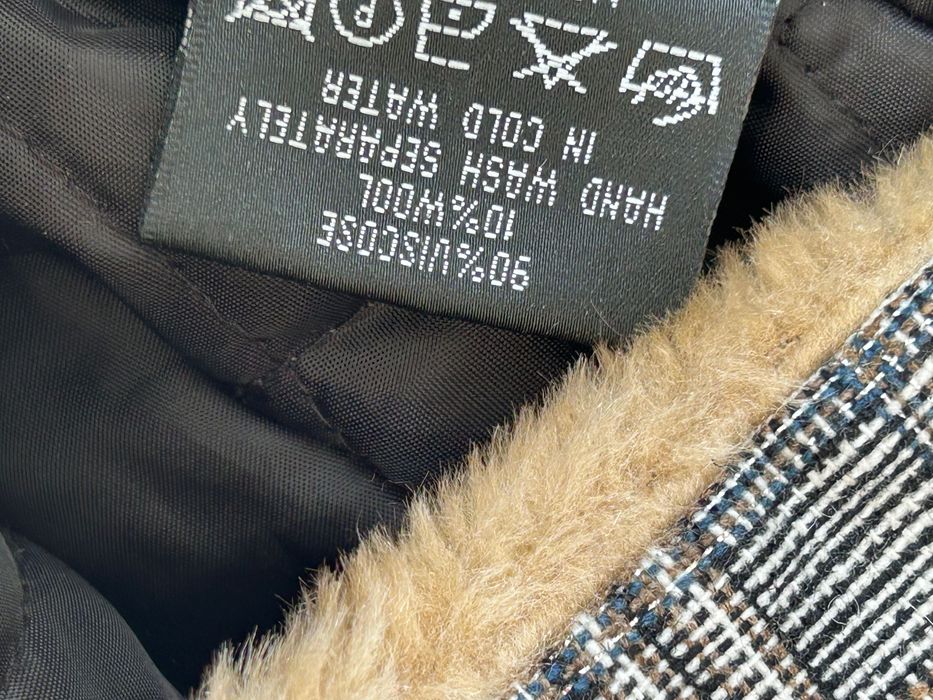 90%VISCOSE
10%WOOL
HAND WASH SEPARATELY
IN COLD WATER
P